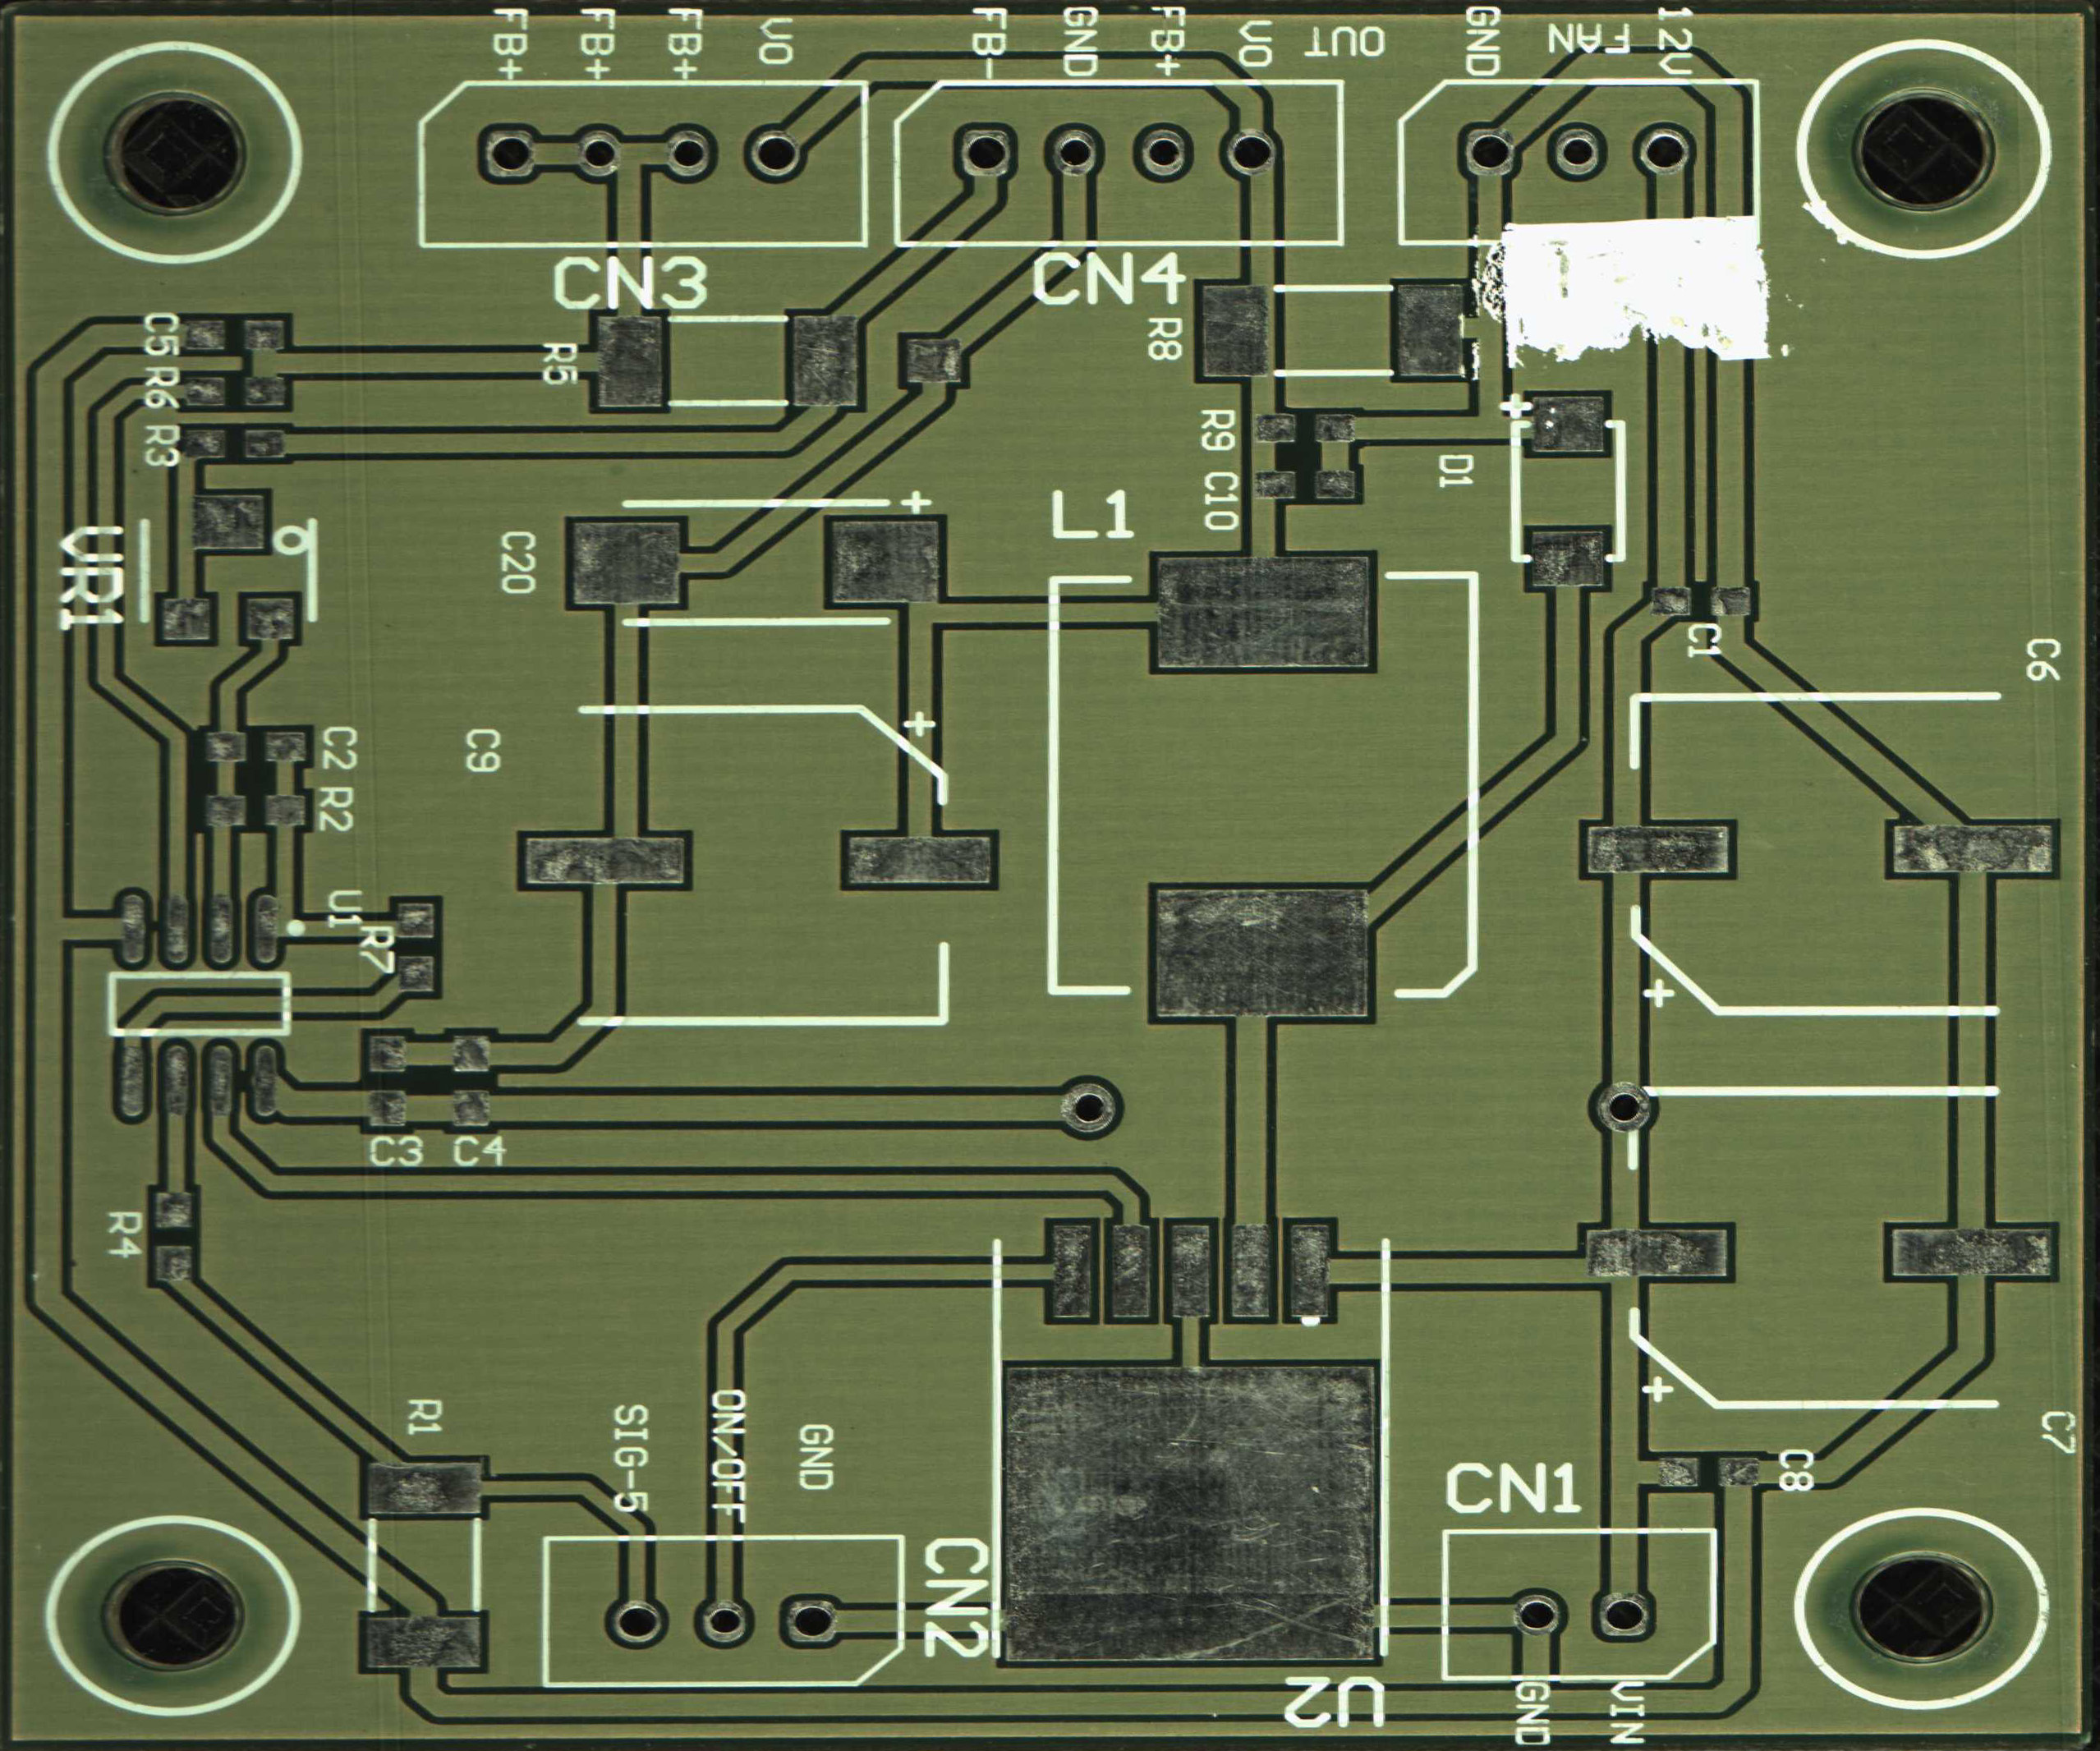 FB+
FB+
FB+
VO
FB-
GND
FB+
VO
OUT
GND
FAN
12V
CN3
CN4
C5
R6
R3
R5
R8
R9
C10
D1
+
VR1
C20
+
L1
C1
C6
C2
R2
C9
+
U1
R7
+
C3
C4
R4
R1
SIG-5
ON/OFF
GND
+
C7
C8
CN1
CN2
U2
GND
VIN